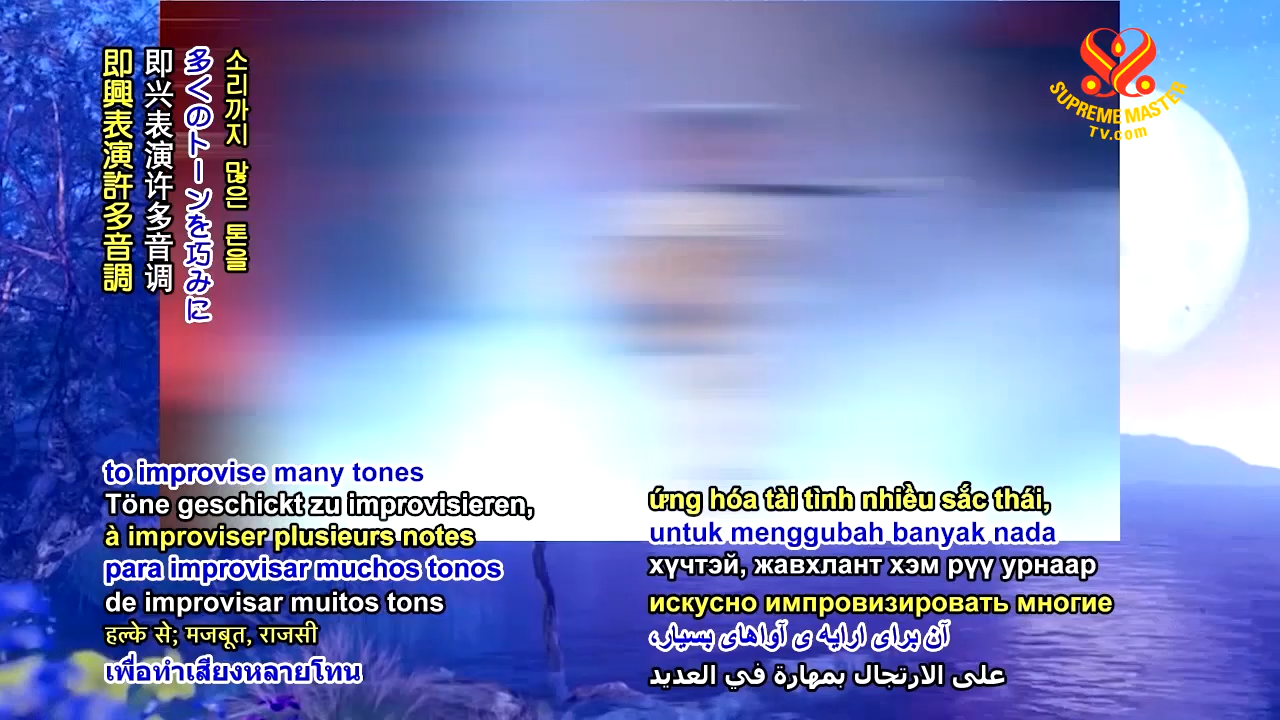 SUPREME MASTER
TV.com
소리까지 많은 톤을
多くのトーンを巧みに
即兴表演许多音调
即興表演許多音調
to improvise many tones
Töne geschickt zu improvisieren,
à improviser plusieurs notes
para improvisar muchos tonos
de improvisar muitos tons
हल्के से; मजबूत, राजसी
เพื่อทำเสียงหลายโทน
ứng hóa tài tình nhiều sắc thái,
untuk menggubah banyak nada
хүчтэй, жавхлант хэм рүү урнаар
искусно импровизировать многие
آن برای ارایه ی آواهای بسیار،
على الارتجال بمهارة في العديد